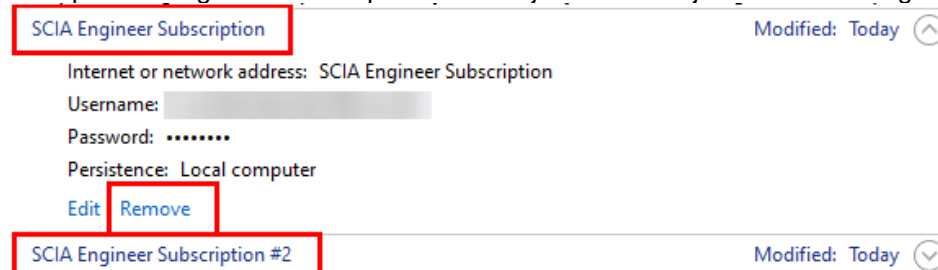 SCIA Engineer Subscription Modified: Today
Internet or network address: SCIA Engineer Subscription
Username:
Password: ••••••••
Persistence: Local computer
Edit Remove
SCIA Engineer Subscription #2 Modified: Today